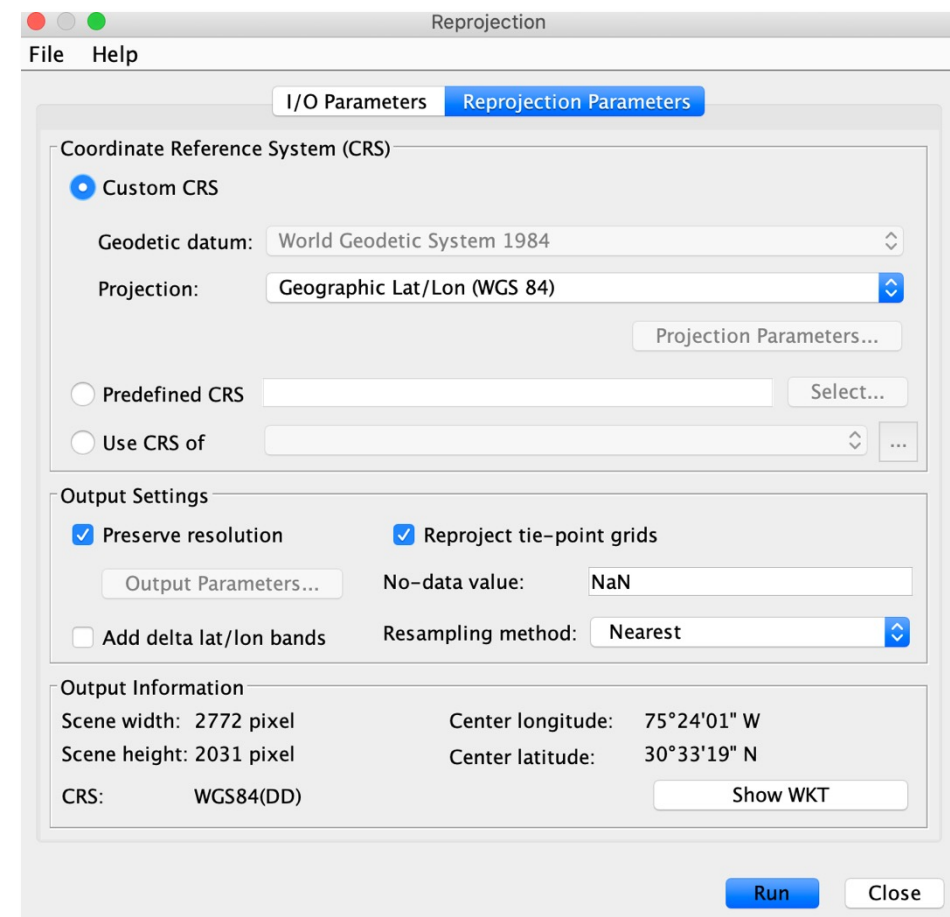 Reprojection
File Help
I/O Parameters Reprojection Parameters
Coordinate Reference System (CRS)
Custom CRS
Geodetic datum: World Geodetic System 1984
Projection: Geographic Lat/Lon (WGS 84)
Projection Parameters...
Predefined CRS Select...
Use CRS of ...
Output Settings
Preserve resolution Reproject tie-point grids
Output Parameters... No-data value: NaN
Add delta lat/lon bands Resampling method: Nearest
Output Information
Scene width: 2772 pixel Center longitude: 75°24'01" W
Scene height: 2031 pixel Center latitude: 30°33'19" N
CRS: WGS84(DD) Show WKT
Run Close